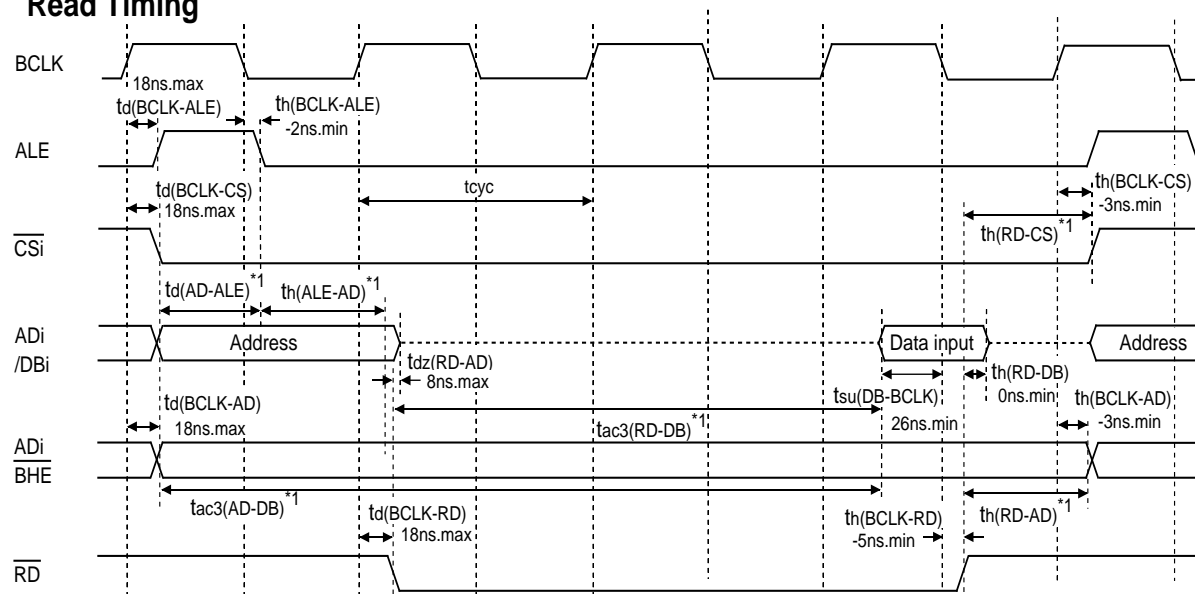 Read Timing
BCLK
18ns.max
td(BCLK-ALE)
th(BCLK-ALE)
-2ns.min
ALE
td(BCLK-CS)
18ns.max
tcyc
th(BCLK-CS)
-3ns.min
th(RD-CS)*1
CSi
td(AD-ALE)*1
th(ALE-AD)*1
ADi
/DBi
Address
Data input
Address
tdz(RD-AD)
8ns.max
th(RD-DB)
0ns.min
tsu(DB-BCLK)
26ns.min
td(BCLK-AD)
18ns.max
tac3(RD-DB)*1
th(BCLK-AD)
-3ns.min
ADi
BHE
tac3(AD-DB)*1
td(BCLK-RD)
18ns.max
th(BCLK-RD)
-5ns.min
th(RD-AD)*1
RD